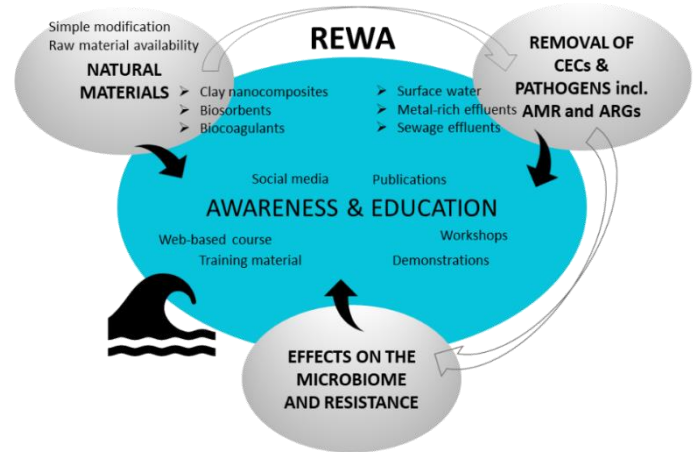 Simple modification
Raw material availability
NATURAL
MATERIALS
➤ Clay nanocomposites
➤ Biosorbents
➤ Biocoagulants
REWA
➤ Surface water
➤ Metal-rich effluents
➤ Sewage effluents
REMOVAL OF
CECs &
PATHOGENS incl.
AMR and ARGs
Social media
Publications
AWARENESS & EDUCATION
Web-based course
Workshops
Training material
Demonstrations
EFFECTS ON THE
MICROBIOME
AND RESISTANCE